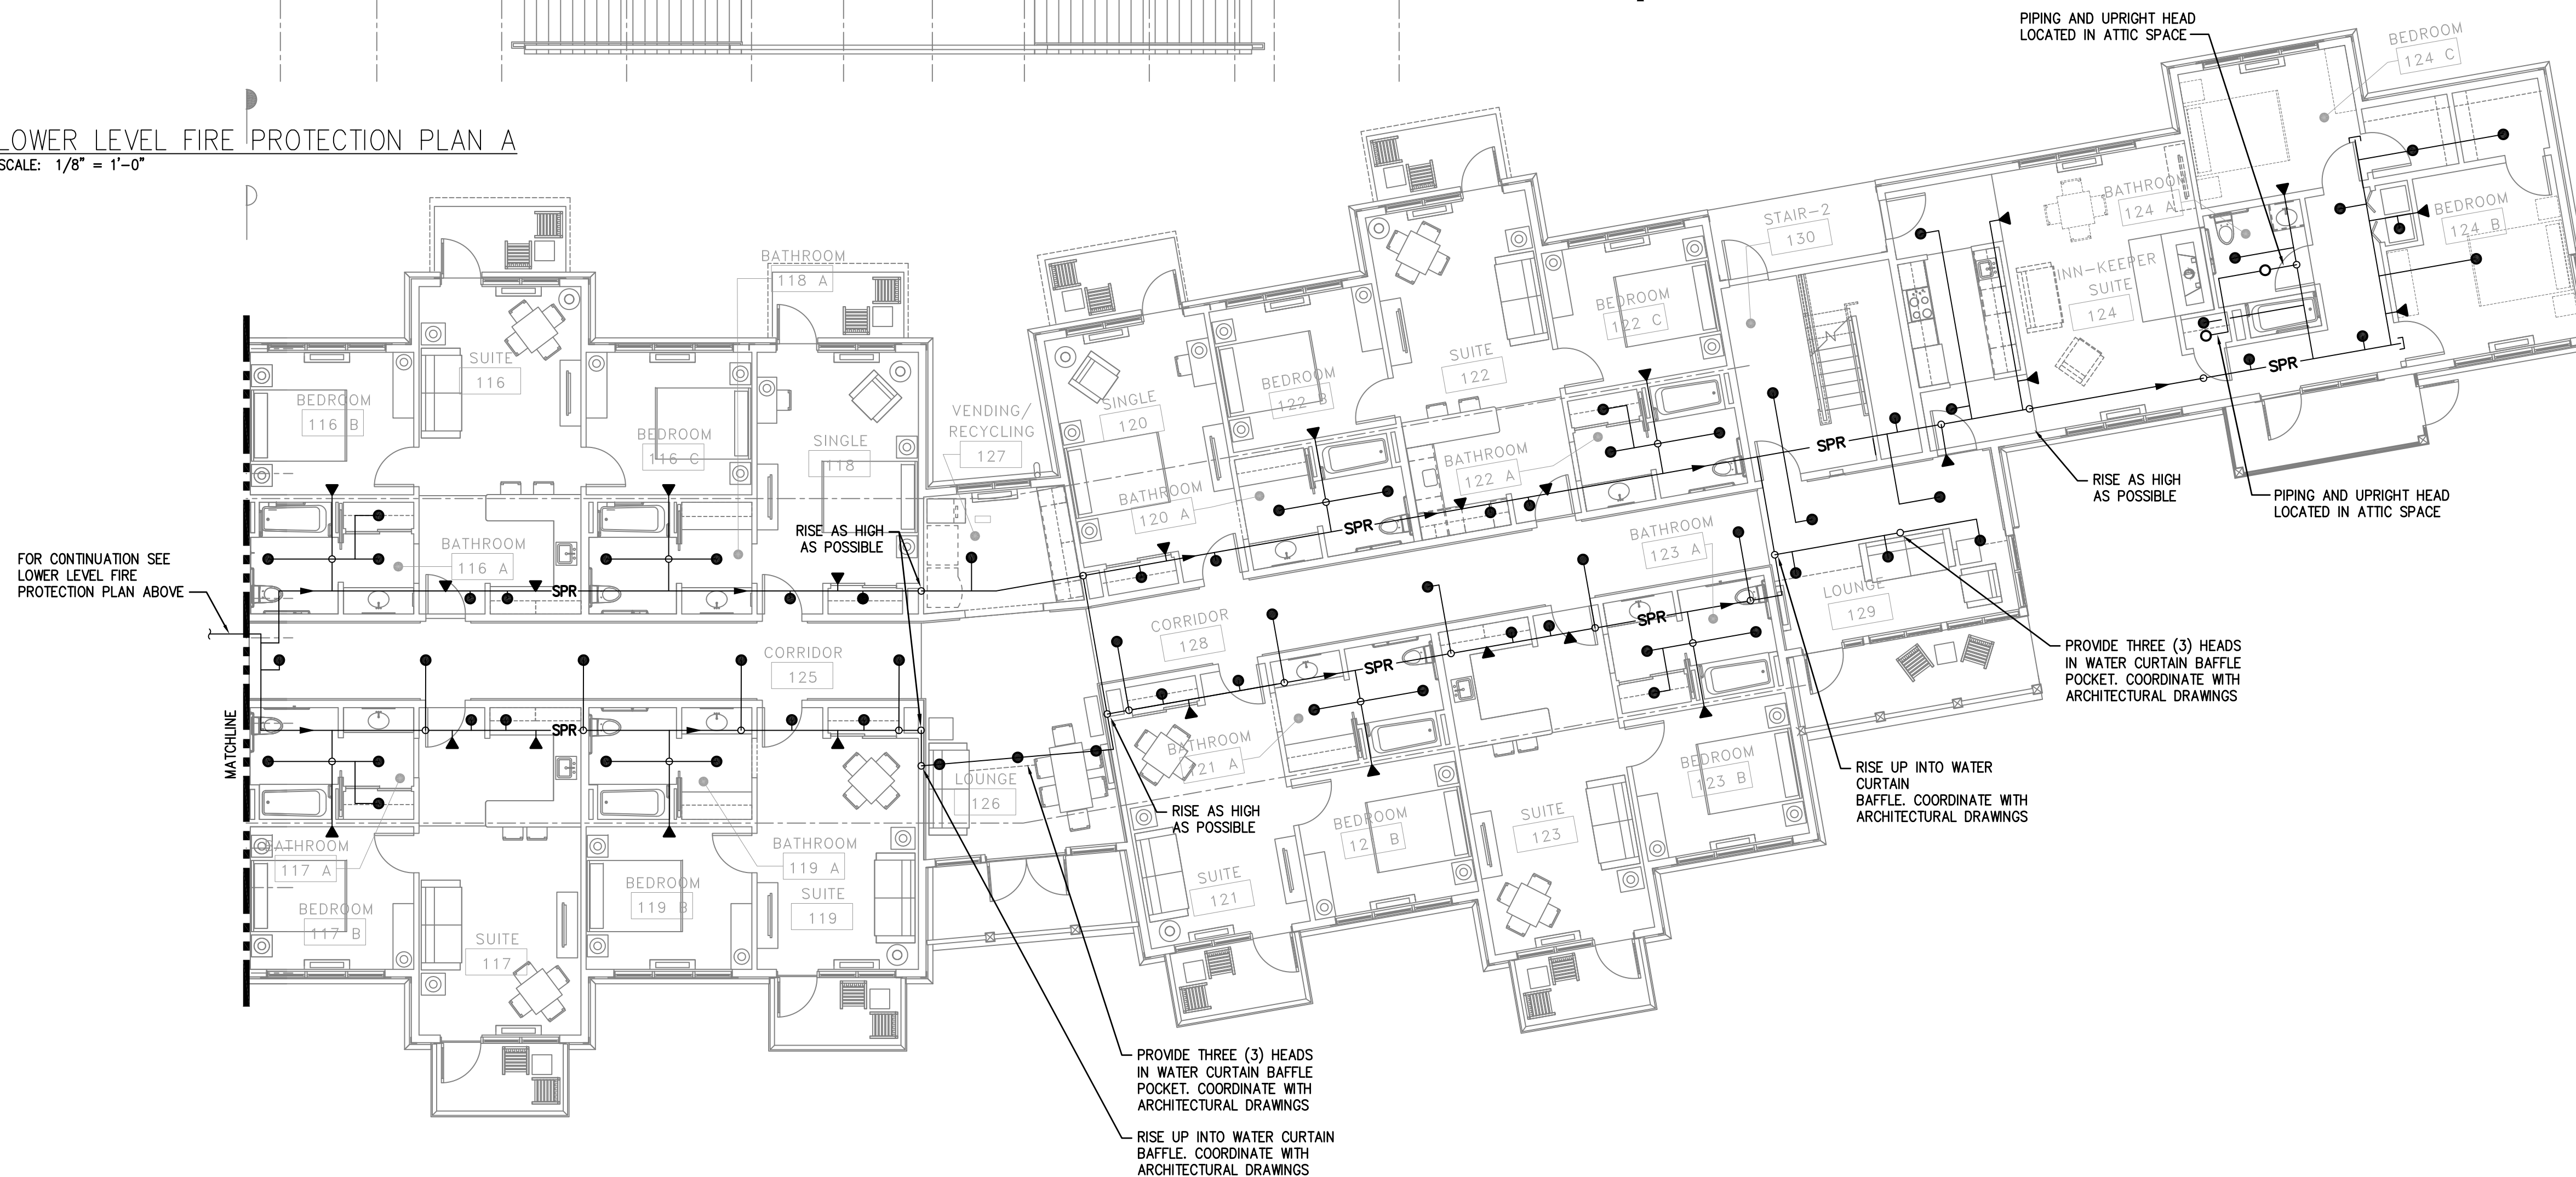 PIPING AND UPRIGHT HEAD
LOCATED IN ATTIC SPACE
BEDROOM
124 C
LOWER LEVEL FIRE PROTECTION PLAN A
SCALE: 1/8" = 1'-0"
BATHROOM
118 A
STAIR-2
130
BATHROOM
124 A
BEDROOM
124 B
INN-KEEPER
SUITE
124
SUITE
116
BEDROOM
116 B
BEDROOM
116 C
SINGLE
118
VENDING/
RECYCLING
127
SINGLE
120
BEDROOM
122 B
SUITE
122
BEDROOM
122 C
SPR
BATHROOM
120 A
BATHROOM
122 A
SPR
SPR
RISE AS HIGH
AS POSSIBLE
PIPING AND UPRIGHT HEAD
LOCATED IN ATTIC SPACE
RISE AS HIGH
AS POSSIBLE
BATHROOM
116 A
SPR
FOR CONTINUATION SEE
LOWER LEVEL FIRE
PROTECTION PLAN ABOVE
BATHROOM
123 A
LOUNGE
129
CORRIDOR
128
SPR
SPR
CORRIDOR
125
PROVIDE THREE (3) HEADS
IN WATER CURTAIN BAFFLE
POCKET. COORDINATE WITH
ARCHITECTURAL DRAWINGS
MATCHLINE
SPR
BATHROOM
121 A
BEDROOM
123 B
RISE UP INTO WATER
CURTAIN
BAFFLE. COORDINATE WITH
ARCHITECTURAL DRAWINGS
LOUNGE
126
RISE AS HIGH
AS POSSIBLE
BATHROOM
117 A
BEDROOM
117 B
SUITE
117
BEDROOM
119 B
BATHROOM
119 A
SUITE
119
SUITE
121
BEDROOM
B
SUITE
123
PROVIDE THREE (3) HEADS
IN WATER CURTAIN BAFFLE
POCKET. COORDINATE WITH
ARCHITECTURAL DRAWINGS
RISE UP INTO WATER CURTAIN
BAFFLE. COORDINATE WITH
ARCHITECTURAL DRAWINGS